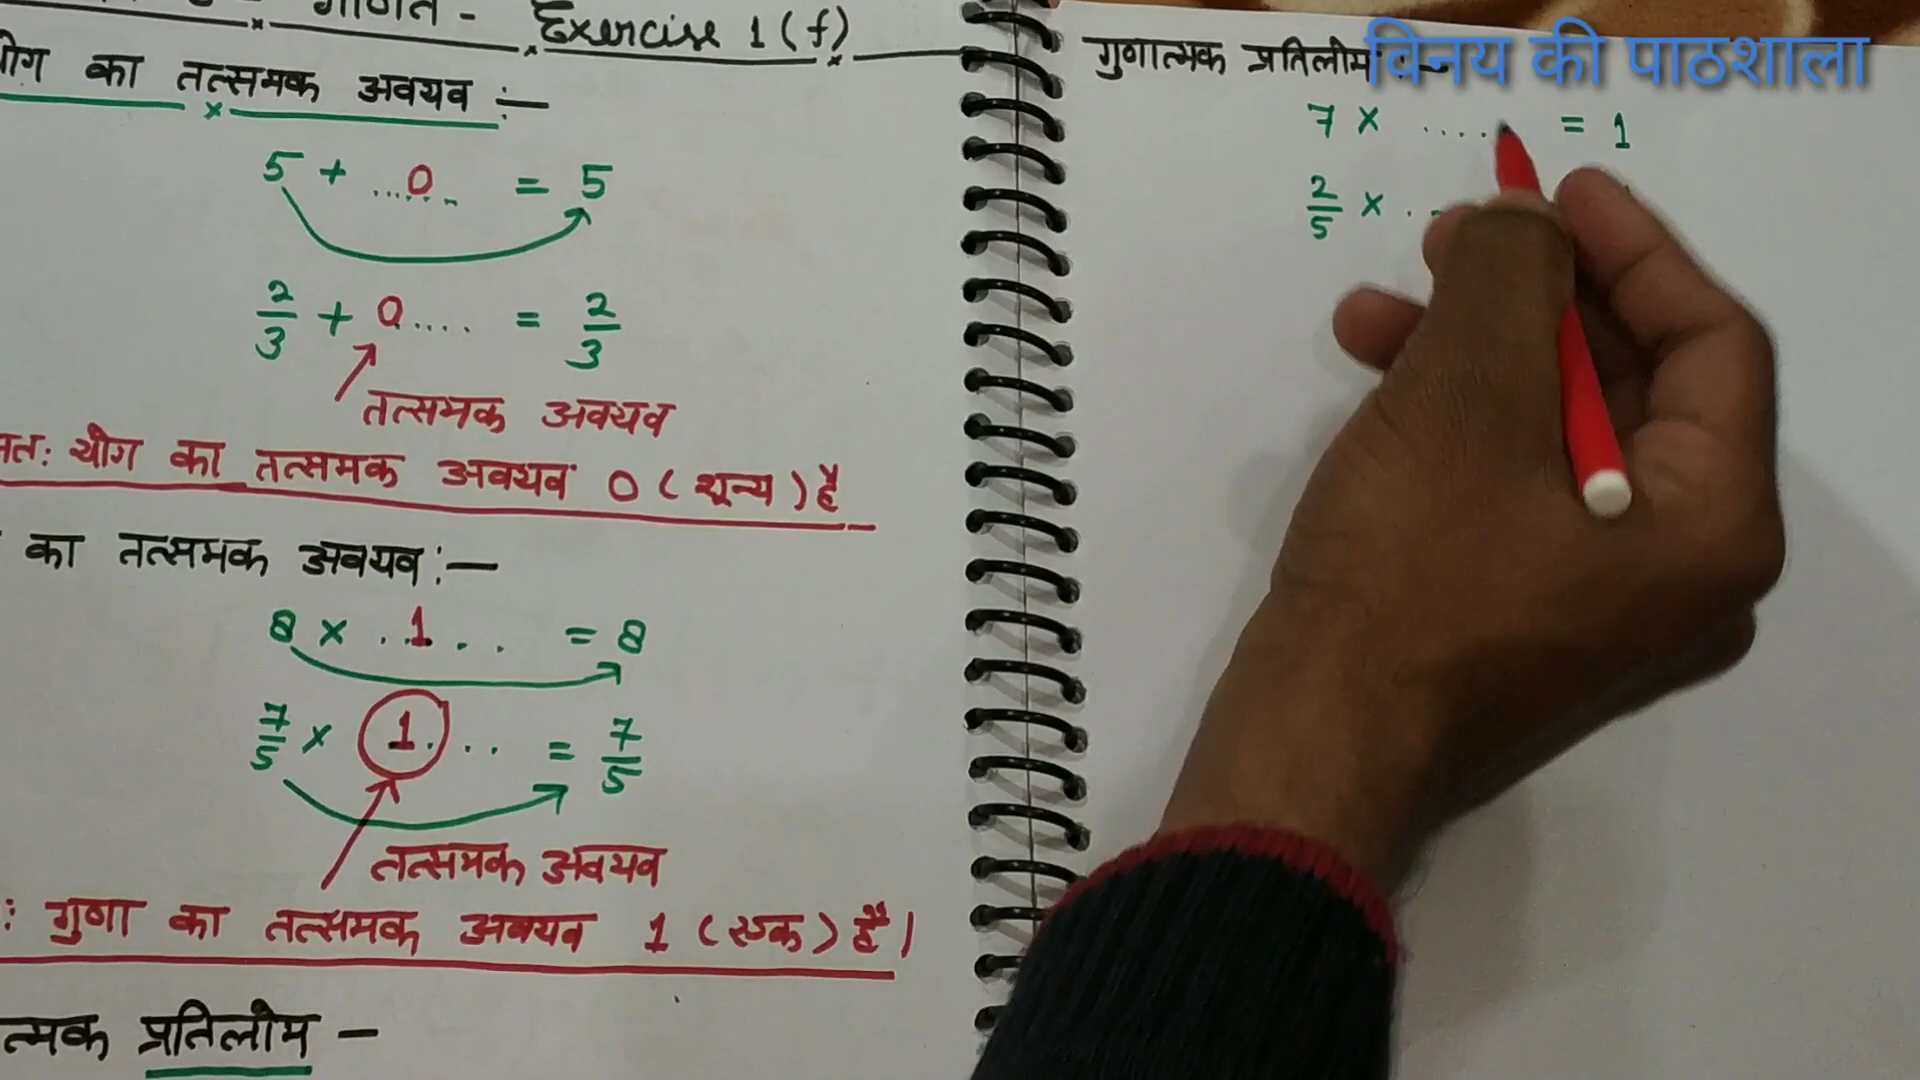 गणित - Exercise 1 (f)
का तत्समक अवयव :—
5 + ...0... = 5
2/3 + 0.... = 2/3
तत्समक अवयव
योग का तत्समक अवयव 0 (शून्य) है
का तत्समक अवयव :—
8 × ..1.. = 8
7/5 × 1... = 7/5
तत्समक अवयव
: गुणा का तत्समक अवयव 1 (एक) है।
प्रतिलोम —
विनय की पाठशाला
गुणात्मक प्रतिलोम
7 × ..... = 1
2/5 ×